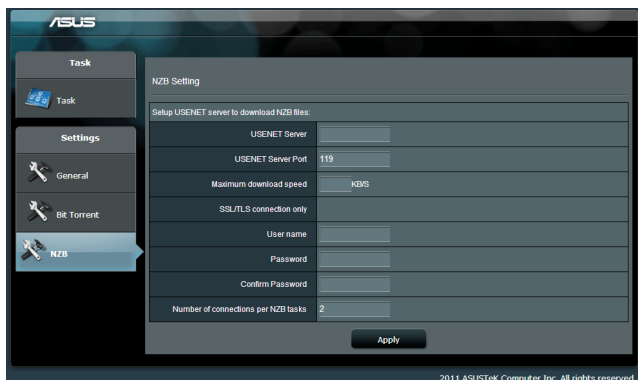 ASUS
Task
Task
Settings
General
Bit Torrent
NZB
NZB Setting
Setup USENET server to download NZB files:
USENET Server
USENET Server Port 119
Maximum download speed KB/S
SSL/TLS connection only
User name
Password
Confirm Password
Number of connections per NZB tasks 2
Apply
2011 ASUSTeK Computer Inc. All rights reserved